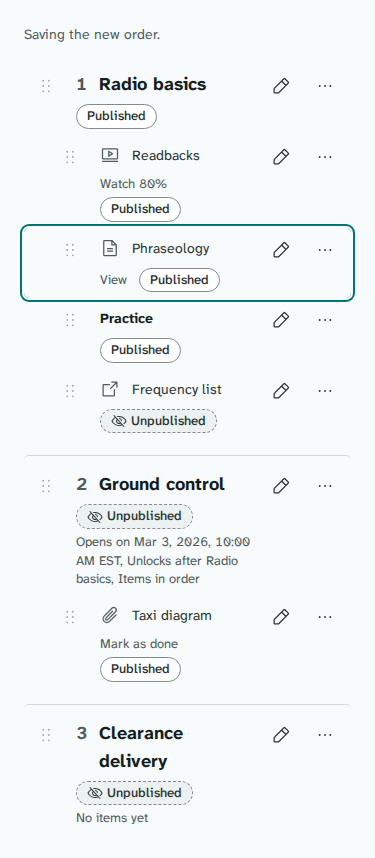 Saving the new order.
1 Radio basics
Published
Readbacks
Watch 80%
Published
Phraseology
View Published
Practice
Published
Frequency list
Unpublished
2 Ground control
Unpublished
Opens on Mar 3, 2026, 10:00
AM EST, Unlocks after Radio
basics, Items in order
Taxi diagram
Mark as done
Published
3 Clearance
delivery
Unpublished
No items yet